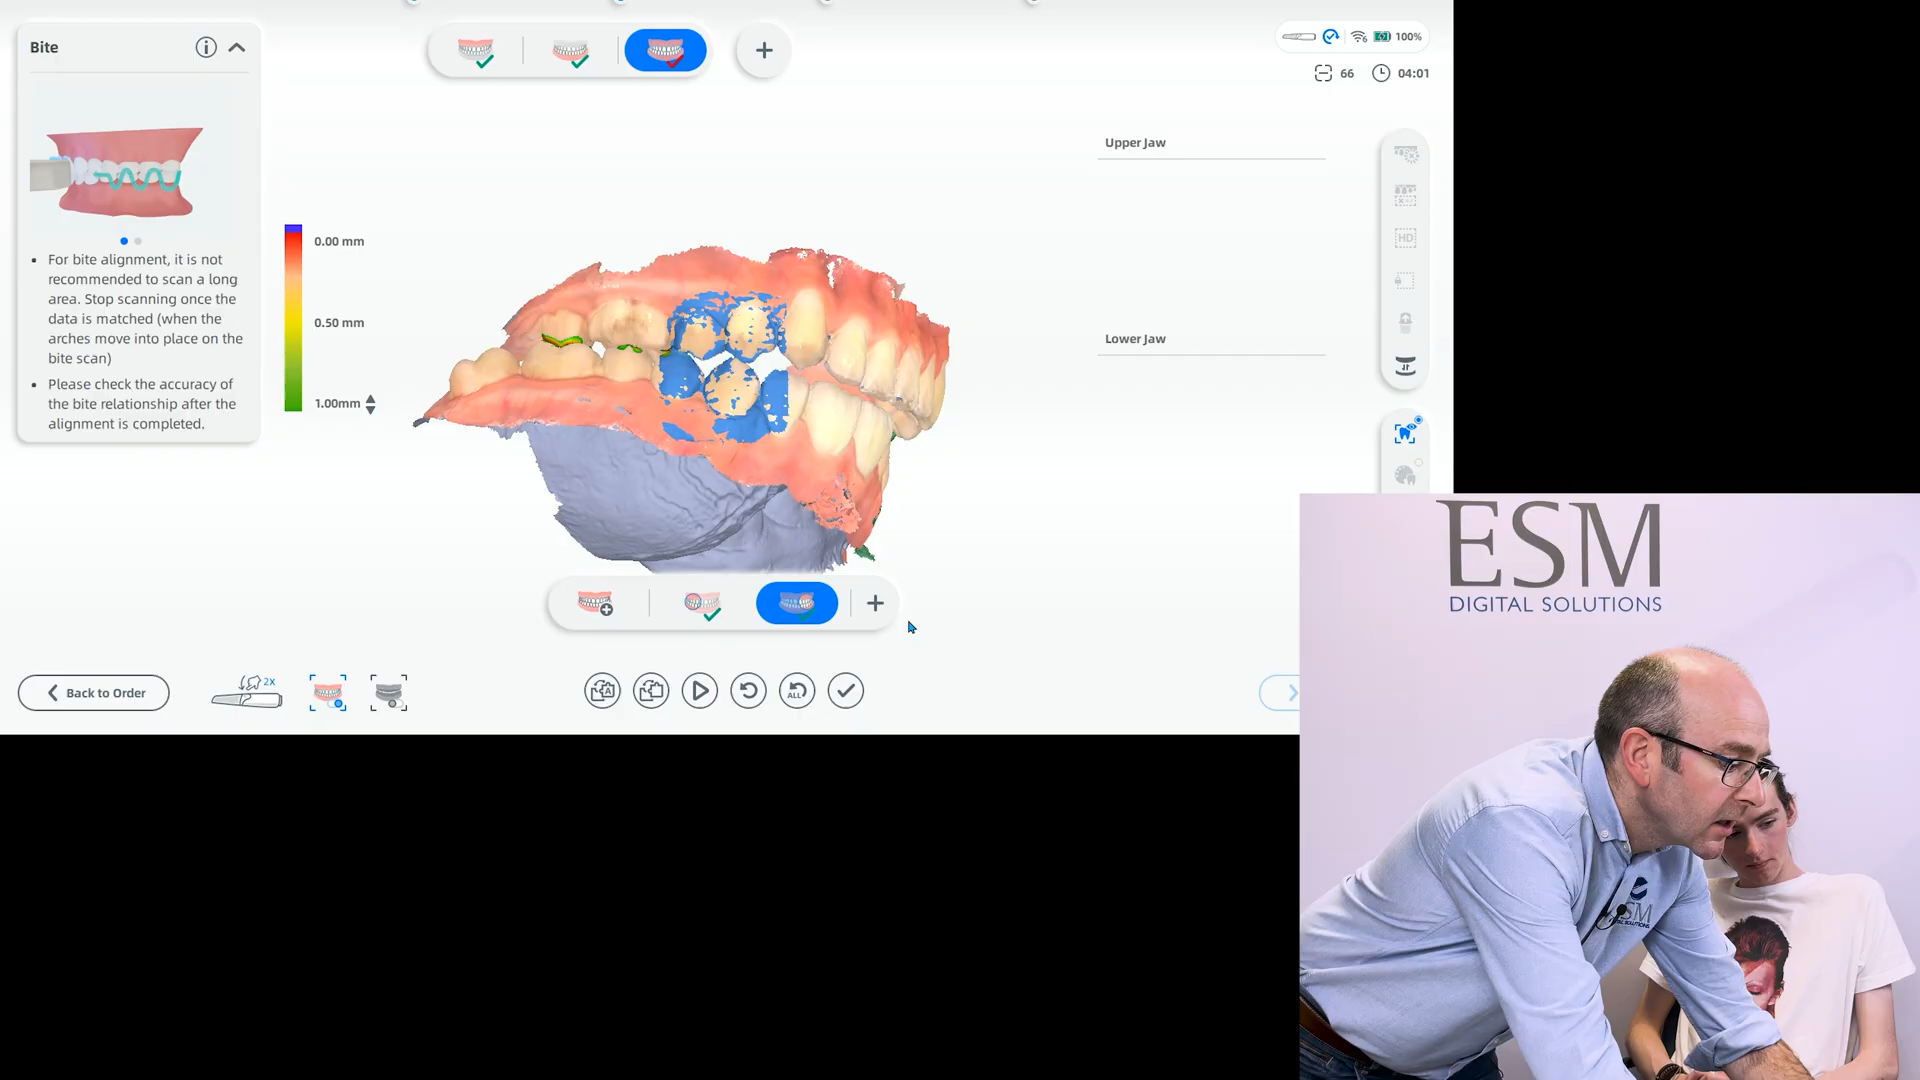 Bite
For bite alignment, it is not
recommended to scan a long
area. Stop scanning once the
data is matched (when the
arches move into place on the
bite scan)
Please check the accuracy of
the bite relationship after the
alignment is completed.
0.00 mm
0.50 mm
1.00mm
100%
66
04:01
Upper Jaw
Lower Jaw
HD
Back to Order
2X
A
ALL
ESM
DIGITAL SOLUTIONS